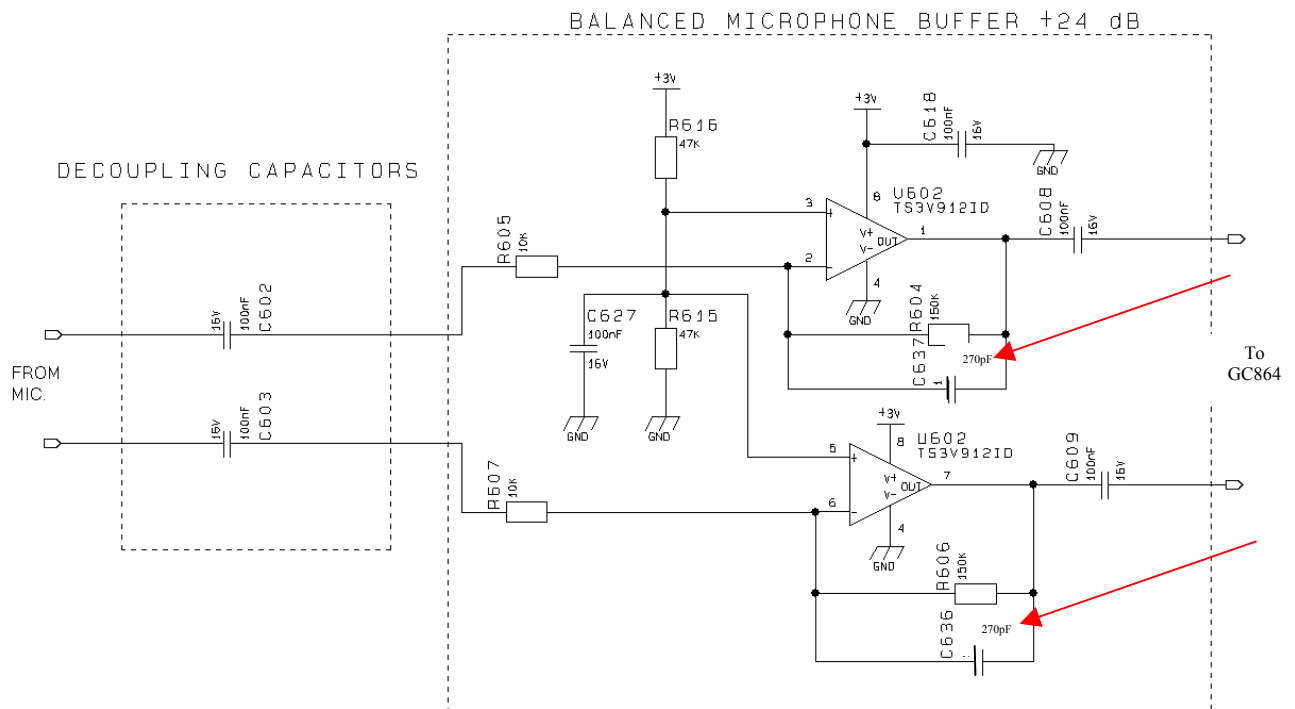 BALANCED MICROPHONE BUFFER +24 dB
DECOUPLING CAPACITORS
+3V
R616
47K
+3V
C618
100nF
16V
GND
U602
TS3V912ID
8
3
+
V+
OUT
1
V-
2
-
4
GND
C608
100nF
16V
R605
10K
C602
16V
100nF
R604
150K
C637
270pF
1
C627
100nF
16V
GND
R615
47K
GND
FROM
MIC.
To
GC864
C603
16V
100nF
R607
10K
+3V
8
U602
TS3V912ID
5
+
V+
OUT
7
V-
6
-
4
GND
C609
100nF
16V
R606
150K
C636
270pF